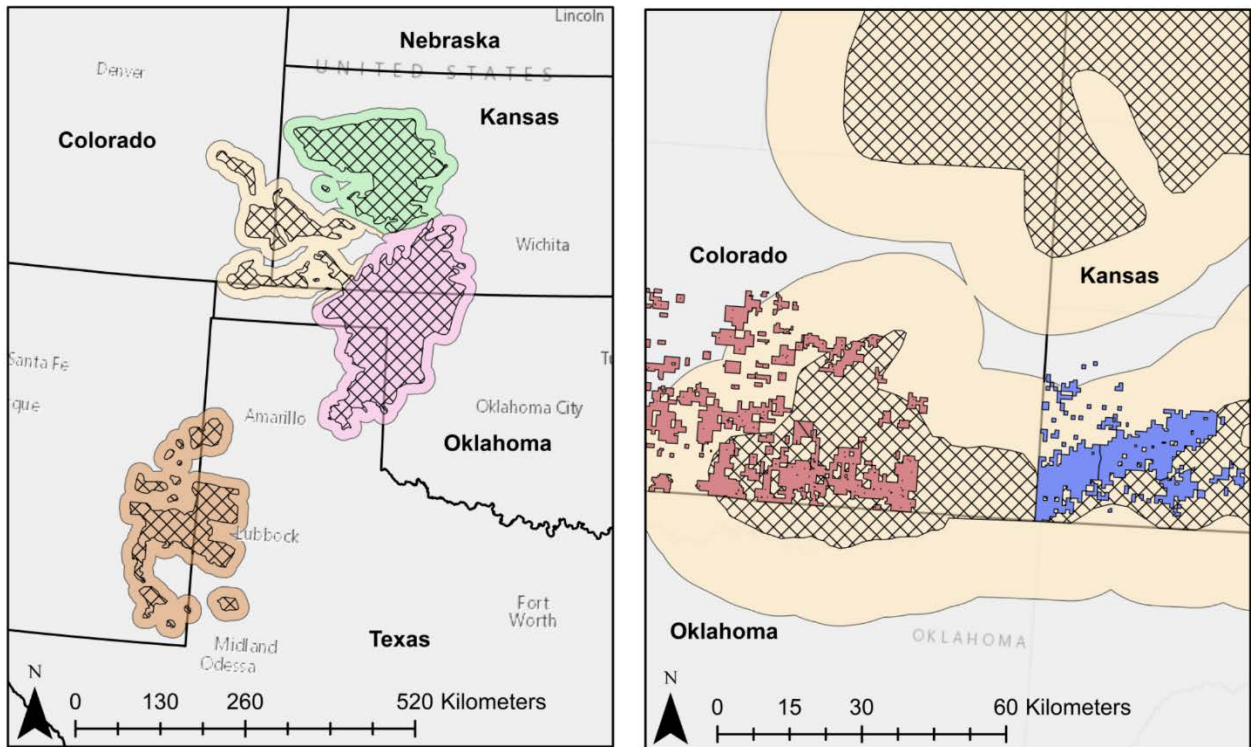 Lincoln
Nebraska
UNITED STATES
Denver
Kansas
Colorado
Wichita
Santa Fe
Tu
que
Amarillo
Oklahoma City
Oklahoma
Lubbock
Fort
Worth
Texas
Midland
Odessa
N
0 130 260 520 Kilometers
Colorado
Kansas
Oklahoma
OKLAHOMA
N
0 15 30 60 Kilometers